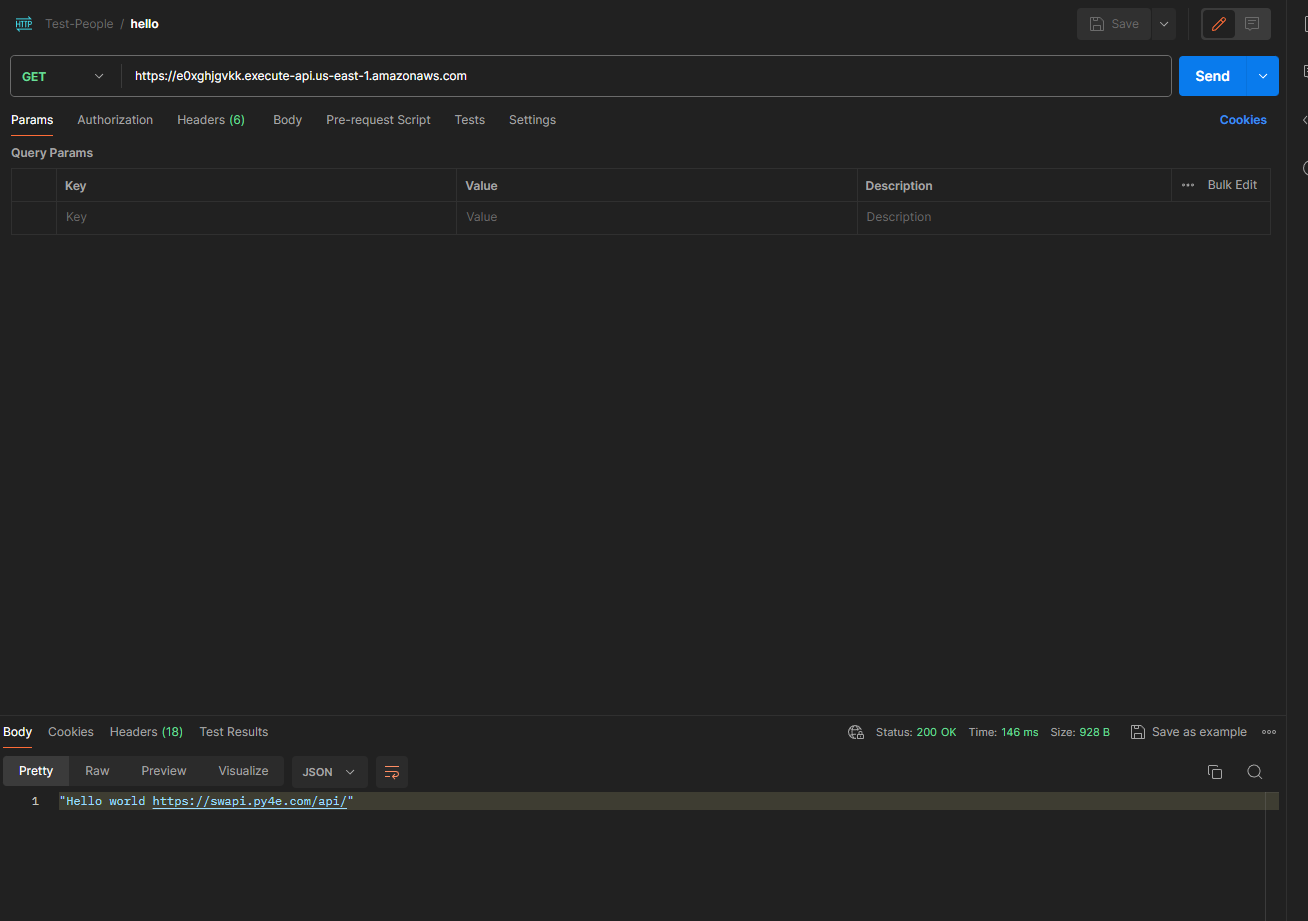 HTTP Test-People / hello Save
GET https://e0xghjgvkk.execute-api.us-east-1.amazonaws.com Send
Params Authorization Headers (6) Body Pre-request Script Tests Settings Cookies
Query Params
Key Value Description Bulk Edit
Key Value Description
Body Cookies Headers (18) Test Results Status: 200 OK Time: 146 ms Size: 928 B Save as example
Pretty Raw Preview Visualize JSON
1 "Hello world https://swapi.py4e.com/api/"